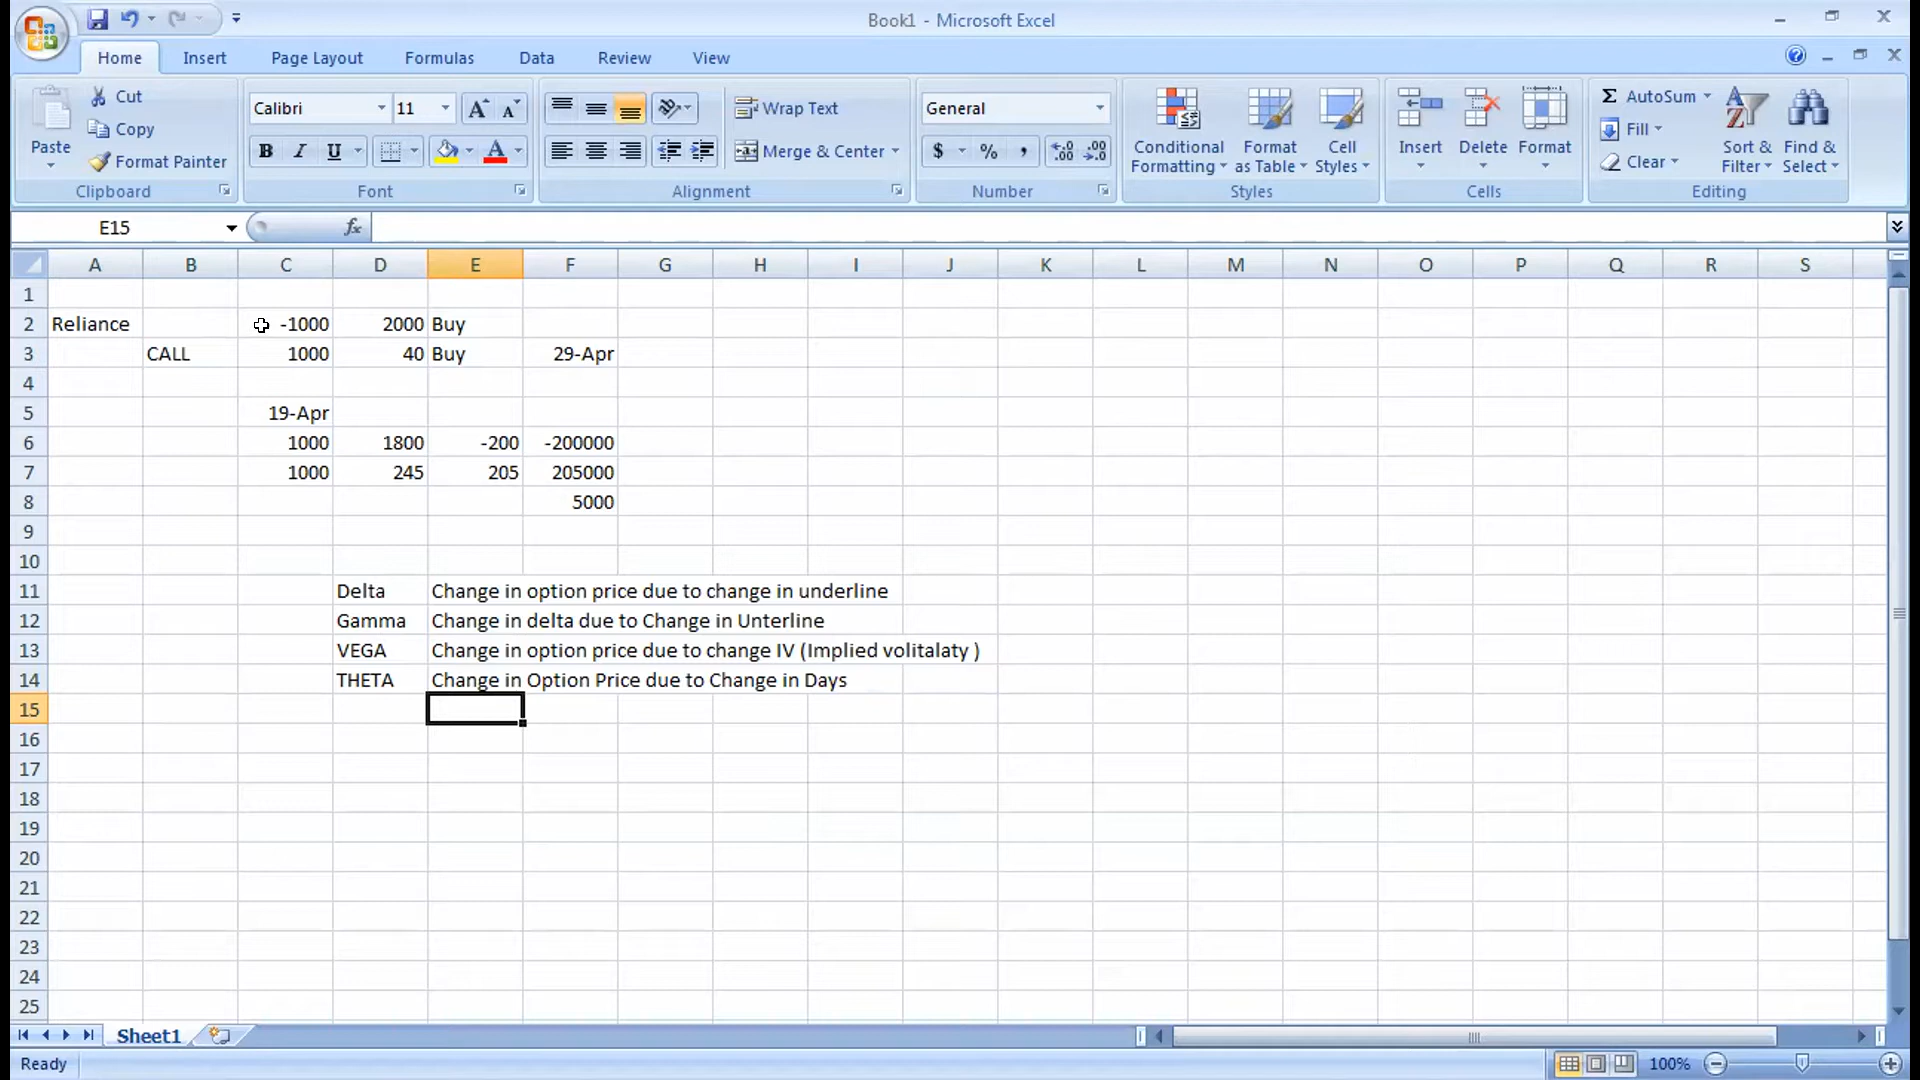 Book1 - Microsoft Excel
Home Insert Page Layout Formulas Data Review View
Cut
Copy
Format Painter
Paste
Clipboard
Calibri 11
B I U
Font
Wrap Text
Merge & Center
Alignment
General
$ % ,
Number
Conditional Formatting
Format as Table
Cell Styles
Styles
Insert Delete Format
Cells
Σ AutoSum
Fill
Clear
Sort & Filter
Find & Select
Editing
E15 fx
A B C D E F G H I J K L M N O P Q R S
1
2 Reliance -1000 2000 Buy
3 CALL 1000 40 Buy 29-Apr
4
5 19-Apr
6 1000 1800 -200 -200000
7 1000 245 205 205000
8 5000
9
10
11 Delta Change in option price due to change in underline
12 Gamma Change in delta due to Change in Unterline
13 VEGA Change in option price due to change IV (Implied volitalaty )
14 THETA Change in Option Price due to Change in Days
15
16
17
18
19
20
21
22
23
24
25
Sheet1
Ready 100%